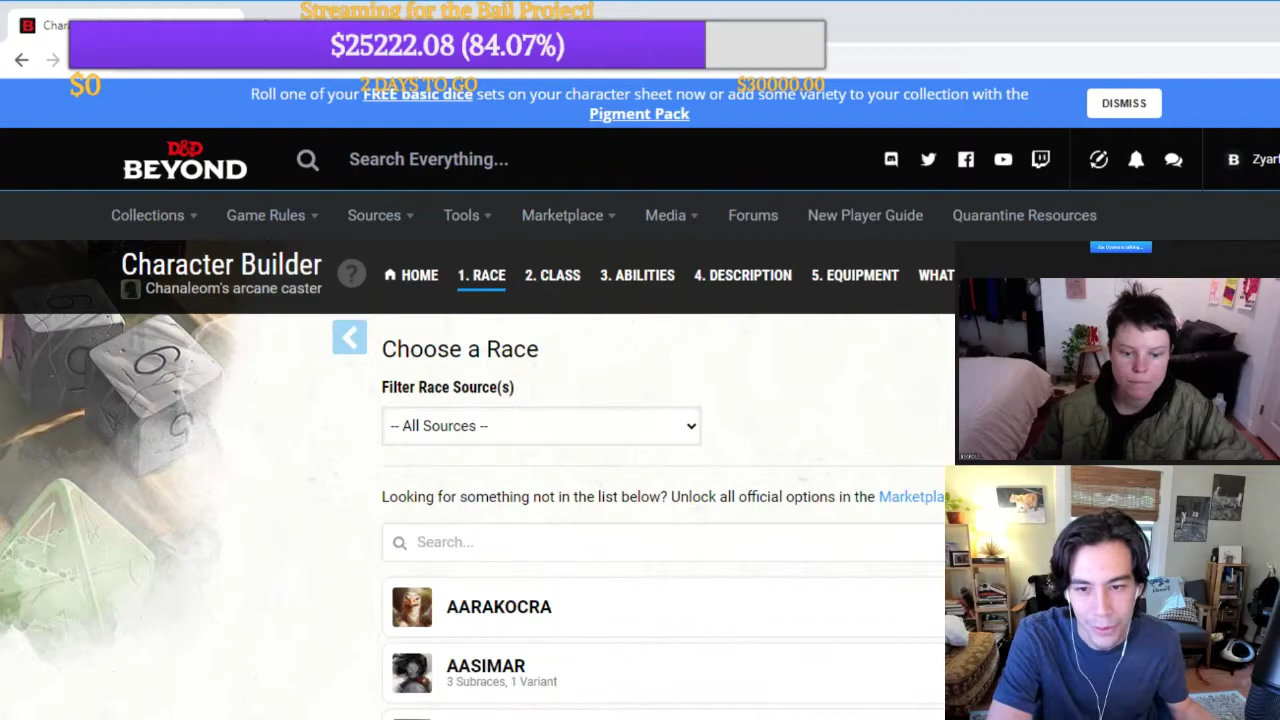 Streaming for the Bail Project!
$25222.08 (84.07%)
$0
2 DAYS TO GO
$30000.00
Roll one of your FREE basic dice sets on your character sheet now or add some variety to your collection with the
Pigment Pack
DISMISS
D&D
BEYOND
Search Everything...
Collections
Game Rules
Sources
Tools
Marketplace
Media
Forums
New Player Guide
Quarantine Resources
Character Builder
Chanaleom's arcane caster
?
HOME
1. RACE
2. CLASS
3. ABILITIES
4. DESCRIPTION
5. EQUIPMENT
WHAT
Choose a Race
Filter Race Source(s)
-- All Sources --
Looking for something not in the list below? Unlock all official options in the Marketpla
Search...
AARAKOCRA
AASIMAR
3 Subraces, 1 Variant